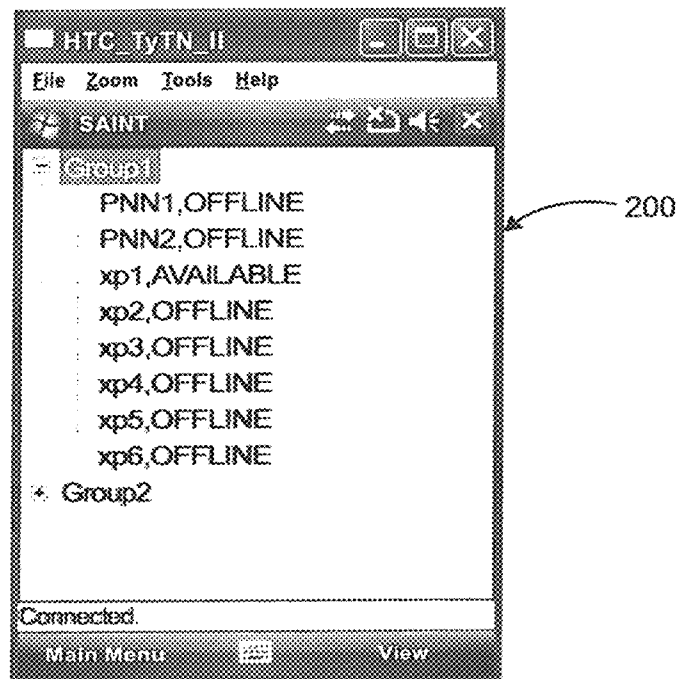 HTC_TyTN_II
File Zoom Tools Help
SAINT
Group1
PNN1,OFFLINE
PNN2,OFFLINE
xp1,AVAILABLE
xp2,OFFLINE
xp3,OFFLINE
xp4,OFFLINE
xp5,OFFLINE
xp6,OFFLINE
Group2
Connected.
Main Menu View
200